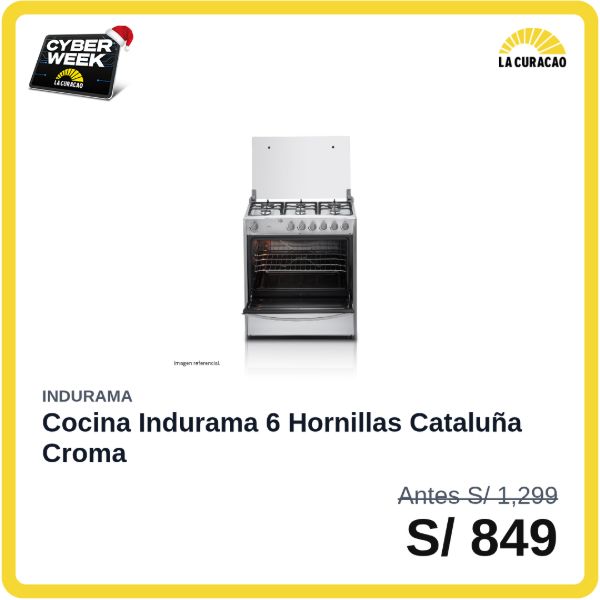 CYBER
WEEK
LA CURACAO
LA CURACAO
Imagen referencial.
INDURAMA
Cocina Indurama 6 Hornillas Cataluña
Croma
Antes S/ 1,299
S/ 849